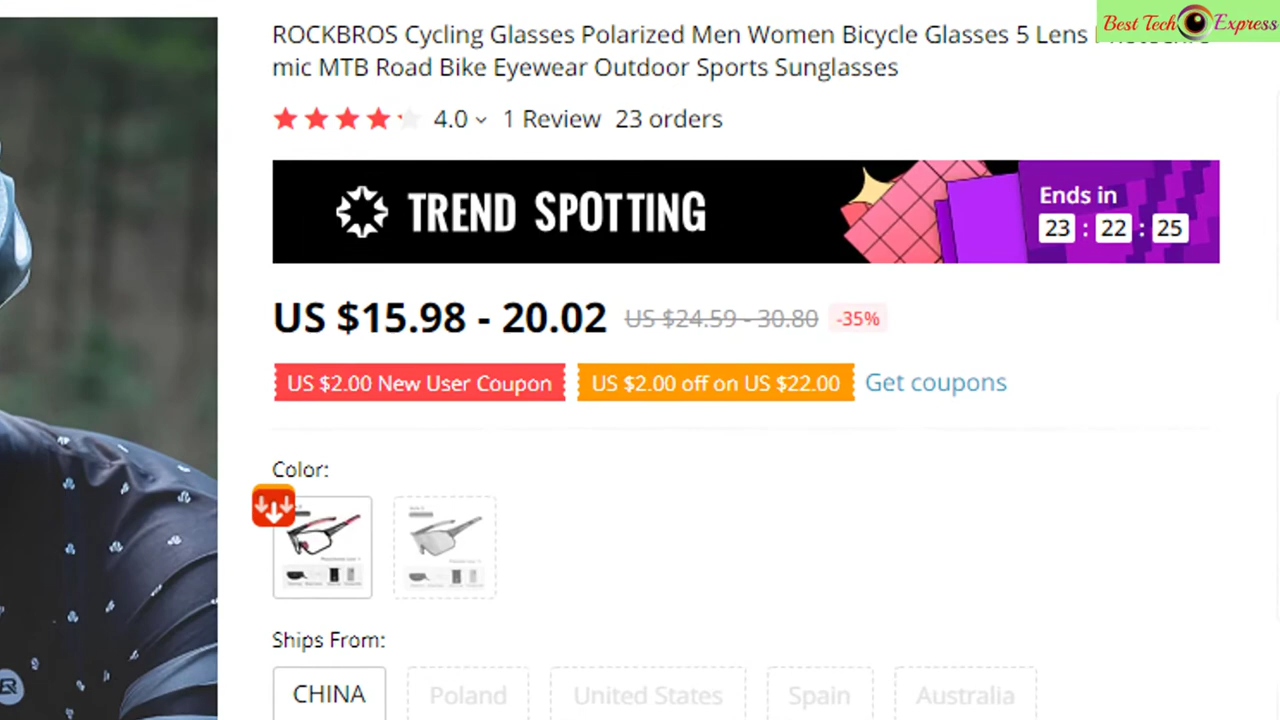 Best Tech Express
ROCKBROS Cycling Glasses Polarized Men Women Bicycle Glasses 5 Lens
mic MTB Road Bike Eyewear Outdoor Sports Sunglasses
4.0 1 Review 23 orders
TREND SPOTTING
Ends in
23 : 22 : 25
US $15.98 - 20.02 US $24.59 - 30.80 -35%
US $2.00 New User Coupon US $2.00 off on US $22.00 Get coupons
Color:
Ships From:
CHINA Poland United States Spain Australia